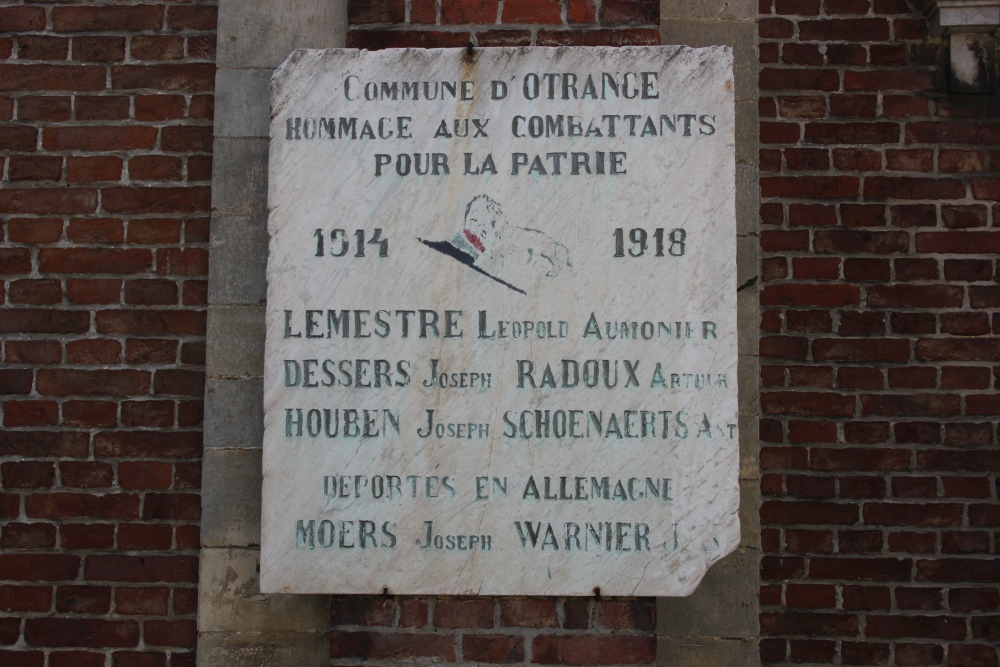 COMMUNE D'OTRANGE
HOMMAGE AUX COMBATTANTS
POUR LA PATRIE
1914 1918
LEMESTRE LEOPOLD AUMONIER
DESSERS JOSEPH RADOUX ARTHUR
HOUBEN JOSEPH SCHOENAERTS ANT
DEPORTES EN ALLEMAGNE
MOERS JOSEPH WARNIER J